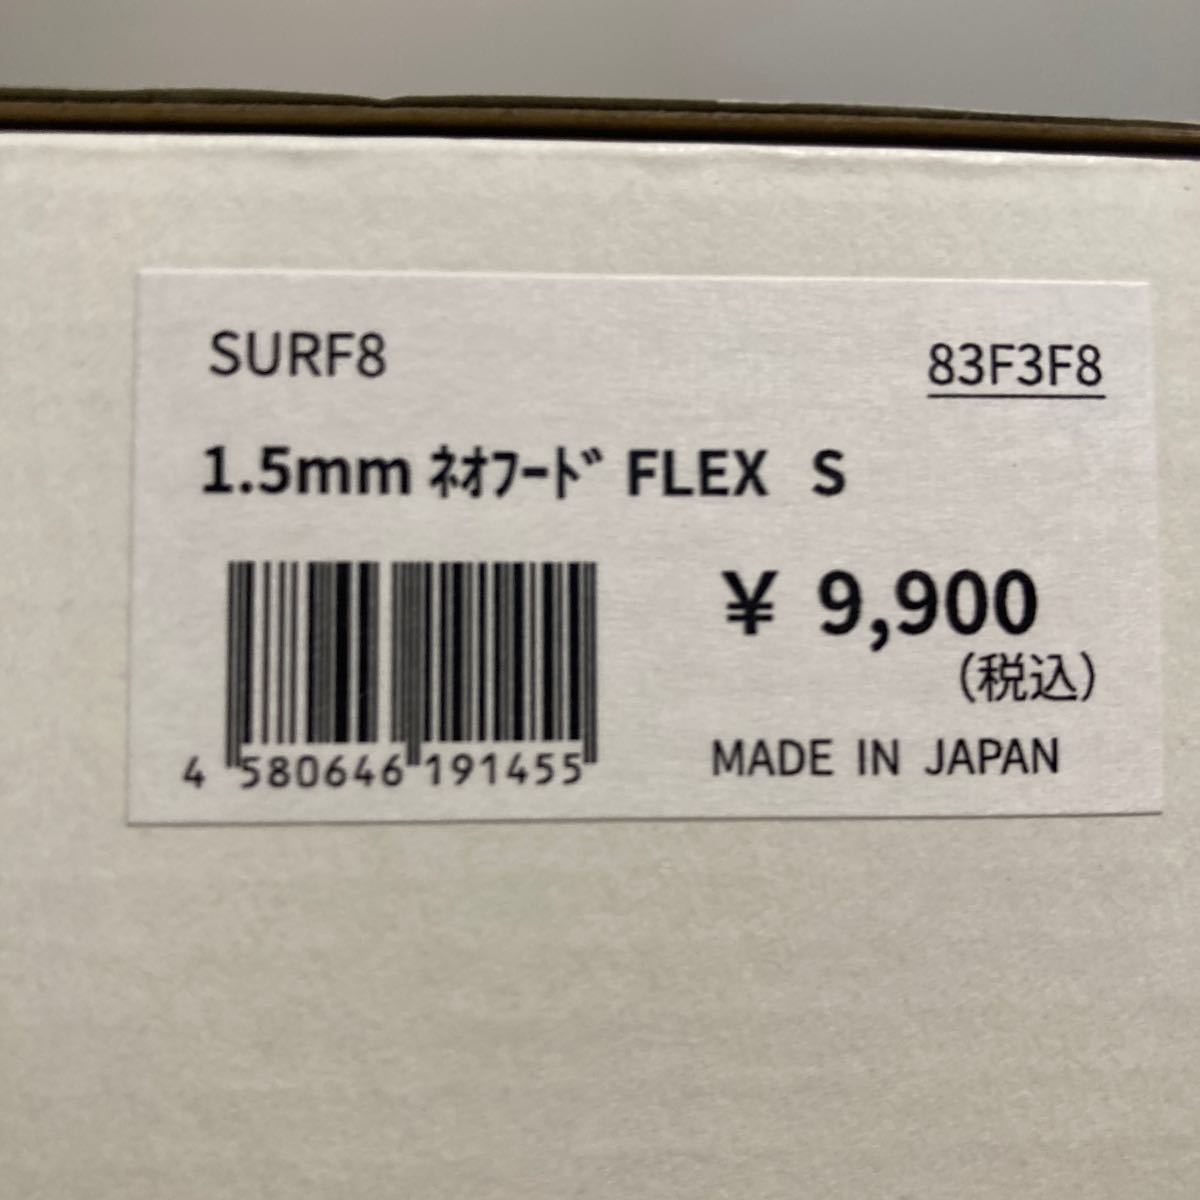 SURF8
83F3F8
1.5mm ﾈｵﾌｰﾄﾞ FLEX S
¥ 9,900
(税込)
MADE IN JAPAN
4 580646 191455